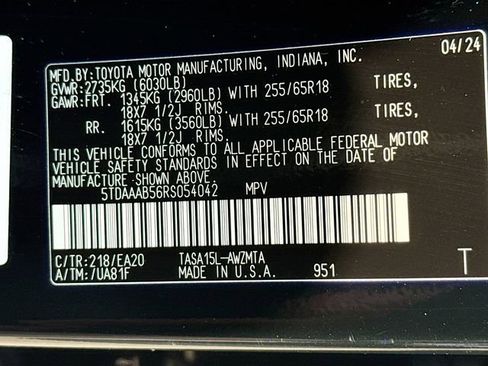 MFD.BY:TOYOTA MOTOR MANUFACTURING, INDIANA, INC. 04/24
GVWR:2735KG (6030LB)
GAWR:FRT. 1345KG (2960LB) WITH 255/65R18 TIRES,
18X7 1/2J RIMS.
RR. 1615KG (3560LB) WITH 255/65R18 TIRES,
18X7 1/2J RIMS.
THIS VEHICLE CONFORMS TO ALL APPLICABLE FEDERAL MOTOR
VEHICLE SAFETY STANDARDS IN EFFECT ON THE DATE OF
MANUFACTURE SHOWN ABOVE.
5TDAAAB56RS054042 MPV
C/TR:218/EA20 TASA15L-AWZMTA
A/TM:/UA81F MADE IN U.S.A. 951 T